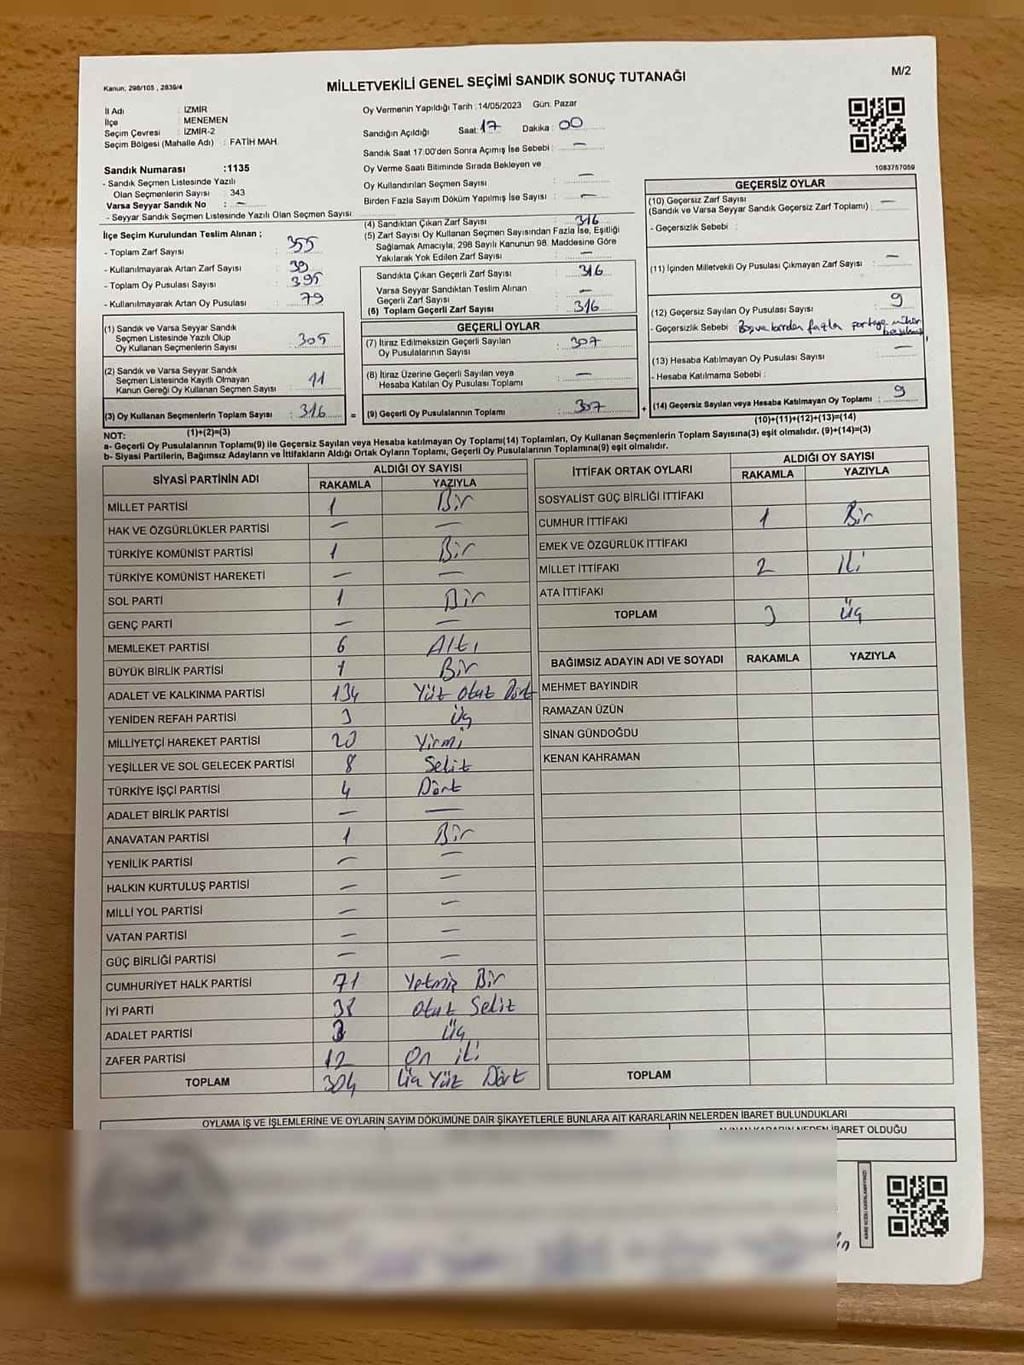 Kanun, 298/105 , 2839/4
MİLLETVEKİLİ GENEL SEÇİMİ SANDIK SONUÇ TUTANAĞI
M/2
İl Adı : İZMİR
İlçe MENEMEN
Seçim Çevresi : İZMİR-2
Seçim Bölgesi (Mahalle Adı) : FATİH MAH.
Sandık Numarası :1135
- Sandık Seçmen Listesinde Yazılı
Olan Seçmenlerin Sayısı : 343
Varsa Seyyar Sandık No : —
- Seyyar Sandık Seçmen Listesinde Yazılı Olan Seçmen Sayısı
Oy Vermenin Yapıldığı Tarih :14/05/2023 Gün: Pazar
Sandığın Açıldığı Saat: 17 Dakika : 00
Sandık Saat 17:00'den Sonra Açımış İse Sebebi : —
Oy Verme Saati Bitiminde Sırada Bekleyen ve
Oy Kullandırılan Seçmen Sayısı : —
Birden Fazla Sayım Döküm Yapılmış İse Sayısı : —
1083757059
İlçe Seçim Kurulundan Teslim Alınan ;
- Toplam Zarf Sayısı : 355
- Kullanılmayarak Artan Zarf Sayısı : 39
- Toplam Oy Pusulası Sayısı : 395
- Kullanılmayarak Artan Oy Pusulası : 79
(1) Sandık ve Varsa Seyyar Sandık
Seçmen Listesinde Yazılı Olup
Oy Kullanan Seçmenlerin Sayısı : 305
(2) Sandık ve Varsa Seyyar Sandık
Seçmen Listesinde Kayıtlı Olmayan
Kanun Gereği Oy Kullanan Seçmen Sayısı : 11
(3) Oy Kullanan Seçmenlerin Toplam Sayısı : 316
(1)+(2)=(3)
(4) Sandıktan Çıkan Zarf Sayısı : 316
(5) Zarf Sayısı Oy Kullanan Seçmen Sayısından Fazla İse, Eşitliği
Sağlamak Amacıyla, 298 Sayılı Kanunun 98. Maddesine Göre
Yakılarak Yok Edilen Zarf Sayısı : —
Sandıkta Çıkan Geçerli Zarf Sayısı : 316
Varsa Seyyar Sandıktan Teslim Alınan
Geçerli Zarf Sayısı : —
(6) Toplam Geçerli Zarf Sayısı : 316
GEÇERLİ OYLAR
(7) İtiraz Edilmeksizin Geçerli Sayılan
Oy Pusulalarının Sayısı : 307
(8) İtiraz Üzerine Geçerli Sayılan veya
Hesaba Katılan Oy Pusulası Toplamı : —
= (9) Geçerli Oy Pusulalarının Toplamı : 307
GEÇERSİZ OYLAR
(10) Geçersiz Zarf Sayısı : —
(Sandık ve Varsa Seyyar Sandık Geçersiz Zarf Toplamı)
- Geçersizlik Sebebi :
(11) İçinden Milletvekili Oy Pusulası Çıkmayan Zarf Sayısı : —
(12) Geçersiz Sayılan Oy Pusulası Sayısı : 9
- Geçersizlik Sebebi birden fazla partiye mühür
(13) Hesaba Katılmayan Oy Pusulası Sayısı : —
- Hesaba Katılmama Sebebi :
+ (14) Geçersiz Sayılan veya Hesaba Katılmayan Oy Toplamı : 9
(10)+(11)+(12)+(13)=(14)
NOT:
a- Geçerli Oy Pusulalarının Toplamı(9) ile Geçersiz Sayılan veya Hesaba katılmayan Oy Toplamı(14) Toplamları, Oy Kullanan Seçmenlerin Toplam Sayısına(3) eşit olmalıdır. (9)+(14)=(3)
b- Siyasi Partilerin, Bağımsız Adayların ve İttifakların Aldığı Ortak Oyların Toplamı, Geçerli Oy Pusulalarının Toplamına(9) eşit olmalıdır.
SİYASİ PARTİNİN ADI ALDIĞI OY SAYISI
RAKAMLA YAZIYLA
MİLLET PARTİSİ 1 Bir
HAK VE ÖZGÜRLÜKLER PARTİSİ — —
TÜRKİYE KOMÜNİST PARTİSİ 1 Bir
TÜRKİYE KOMÜNİST HAREKETİ — —
SOL PARTİ 1 Bir
GENÇ PARTİ — —
MEMLEKET PARTİSİ 6 Altı
BÜYÜK BİRLİK PARTİSİ 1 Bir
ADALET VE KALKINMA PARTİSİ 134 Yüz Otuz Dört
YENİDEN REFAH PARTİSİ 3 Üç
MİLLİYETÇİ HAREKET PARTİSİ 20 Yirmi
YEŞİLLER VE SOL GELECEK PARTİSİ 8 Sekiz
TÜRKİYE İŞÇİ PARTİSİ 4 Dört
ADALET BİRLİK PARTİSİ — —
ANAVATAN PARTİSİ 1 Bir
YENİLİK PARTİSİ — —
HALKIN KURTULUŞ PARTİSİ — —
MİLLİ YOL PARTİSİ — —
VATAN PARTİSİ — —
GÜÇ BİRLİĞİ PARTİSİ — —
CUMHURİYET HALK PARTİSİ 71 Yetmiş Bir
İYİ PARTİ 38 Otuz Sekiz
ADALET PARTİSİ 3 Üç
ZAFER PARTİSİ 12 On iki
TOPLAM 304 Üç Yüz Dört
İTTİFAK ORTAK OYLARI ALDIĞI OY SAYISI
RAKAMLA YAZIYLA
SOSYALİST GÜÇ BİRLİĞİ İTTİFAKI
CUMHUR İTTİFAKI 1 Bir
EMEK VE ÖZGÜRLÜK İTTİFAKI
MİLLET İTTİFAKI 2 iki
ATA İTTİFAKI
TOPLAM 3 Üç
BAĞIMSIZ ADAYIN ADI VE SOYADI RAKAMLA YAZIYLA
MEHMET BAYINDIR
RAMAZAN ÜZÜN
SİNAN GÜNDOĞDU
KENAN KAHRAMAN
TOPLAM
OYLAMA İŞ VE İŞLEMLERİNE VE OYLARIN SAYIM DÖKÜMÜNE DAİR ŞİKAYETLERLE BUNLARA AİT KARARLARIN NELERDEN İBARET BULUNDUKLARI
ALINAN KARARIN NEDEN İBARET OLDUĞU